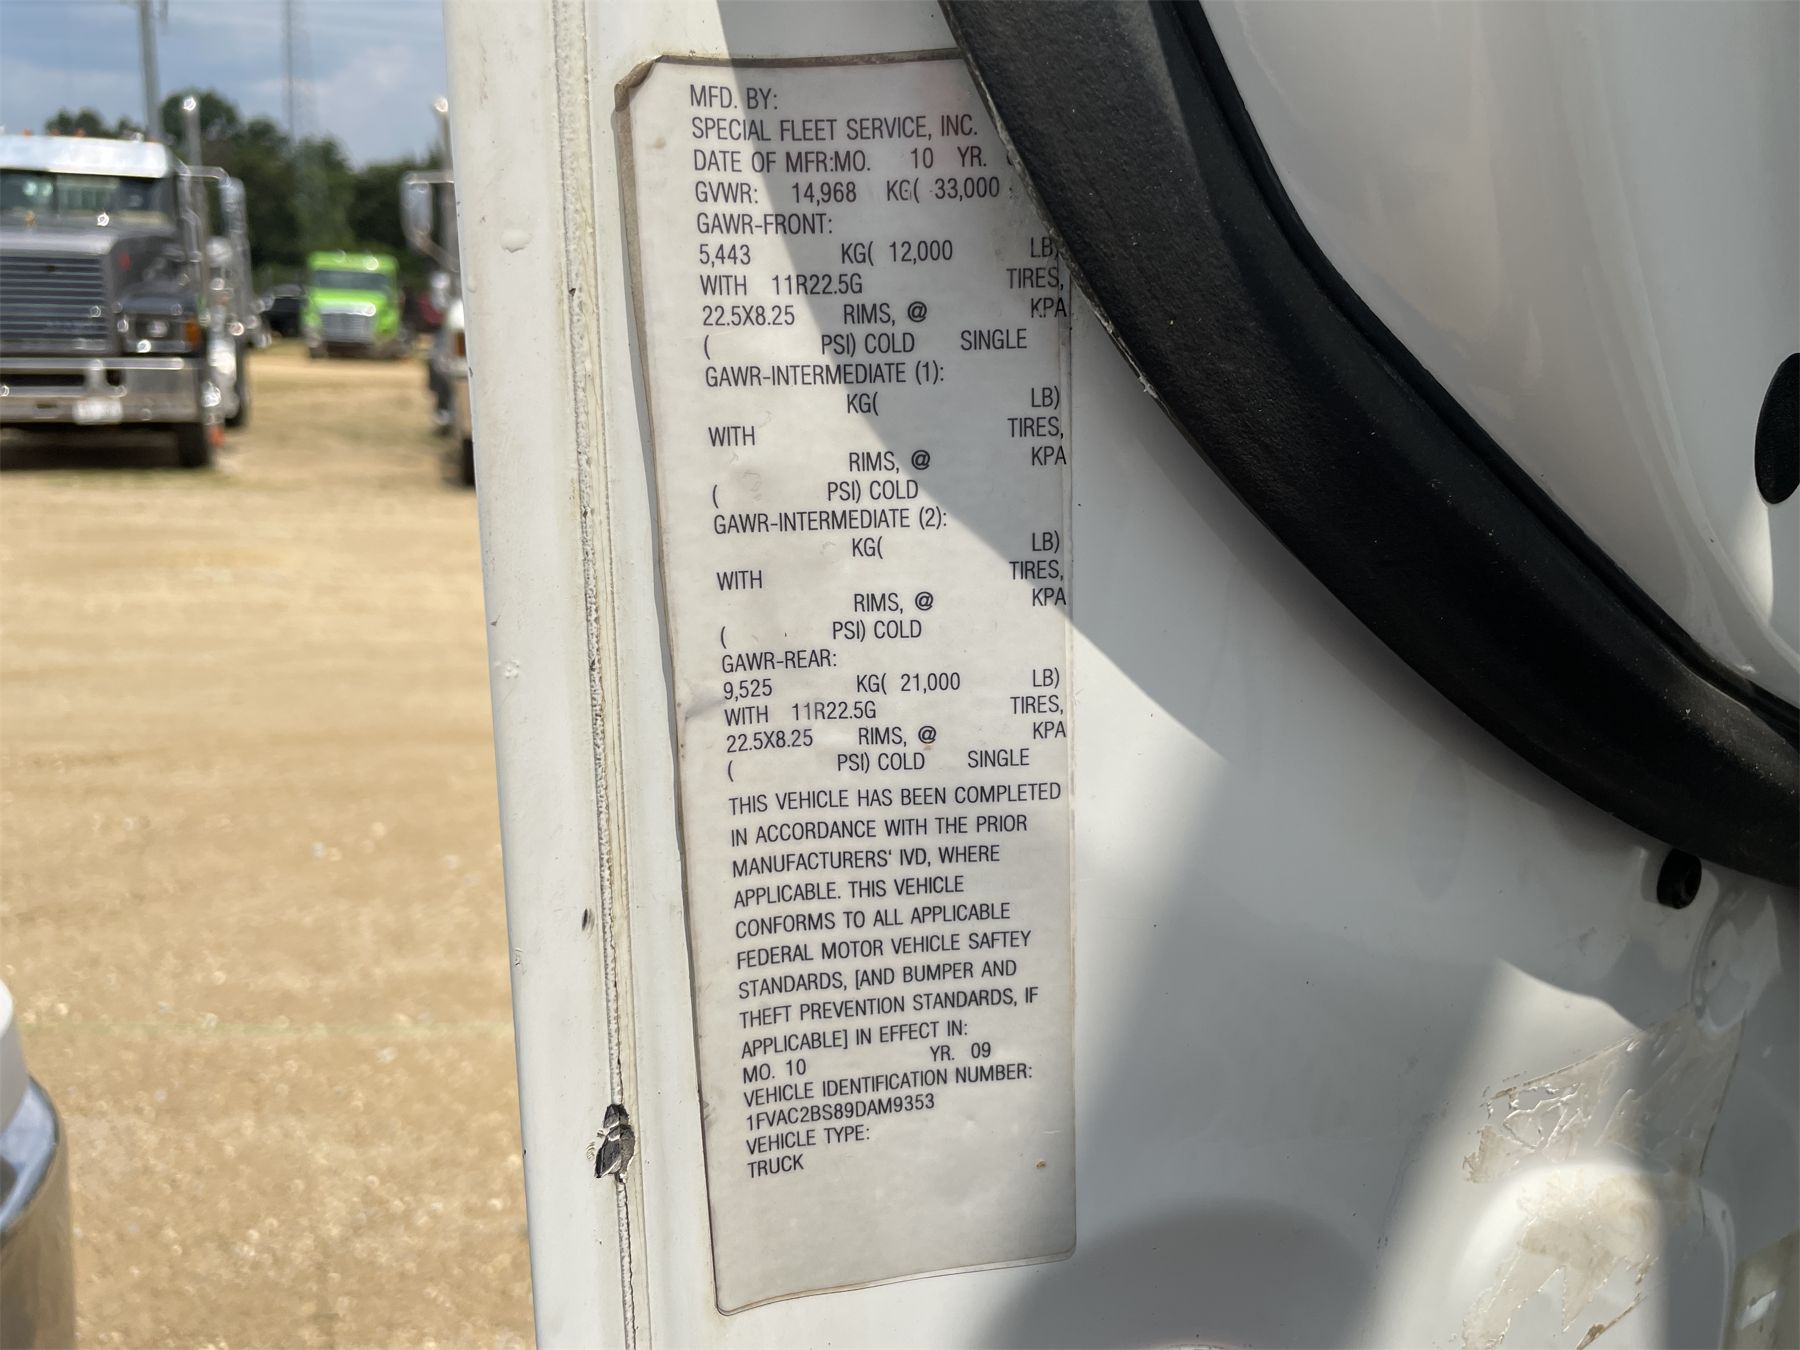 MFD. BY:
SPECIAL FLEET SERVICE, INC.
DATE OF MFR:MO. 10 YR.
GVWR: 14,968 KG( 33,000
GAWR-FRONT:
5,443 KG( 12,000 LB)
WITH 11R22.5G TIRES,
22.5X8.25 RIMS, @ KPA
( PSI) COLD SINGLE
GAWR-INTERMEDIATE (1):
KG( LB)
WITH TIRES,
RIMS, @ KPA
( PSI) COLD
GAWR-INTERMEDIATE (2):
KG( LB)
WITH TIRES,
RIMS, @ KPA
( PSI) COLD
GAWR-REAR:
9,525 KG( 21,000 LB)
WITH 11R22.5G TIRES,
22.5X8.25 RIMS, @ KPA
( PSI) COLD SINGLE
THIS VEHICLE HAS BEEN COMPLETED
IN ACCORDANCE WITH THE PRIOR
MANUFACTURERS' IVD, WHERE
APPLICABLE. THIS VEHICLE
CONFORMS TO ALL APPLICABLE
FEDERAL MOTOR VEHICLE SAFTEY
STANDARDS, [AND BUMPER AND
THEFT PREVENTION STANDARDS, IF
APPLICABLE] IN EFFECT IN:
MO. 10 YR. 09
VEHICLE IDENTIFICATION NUMBER:
1FVAC2BS89DAM9353
VEHICLE TYPE:
TRUCK